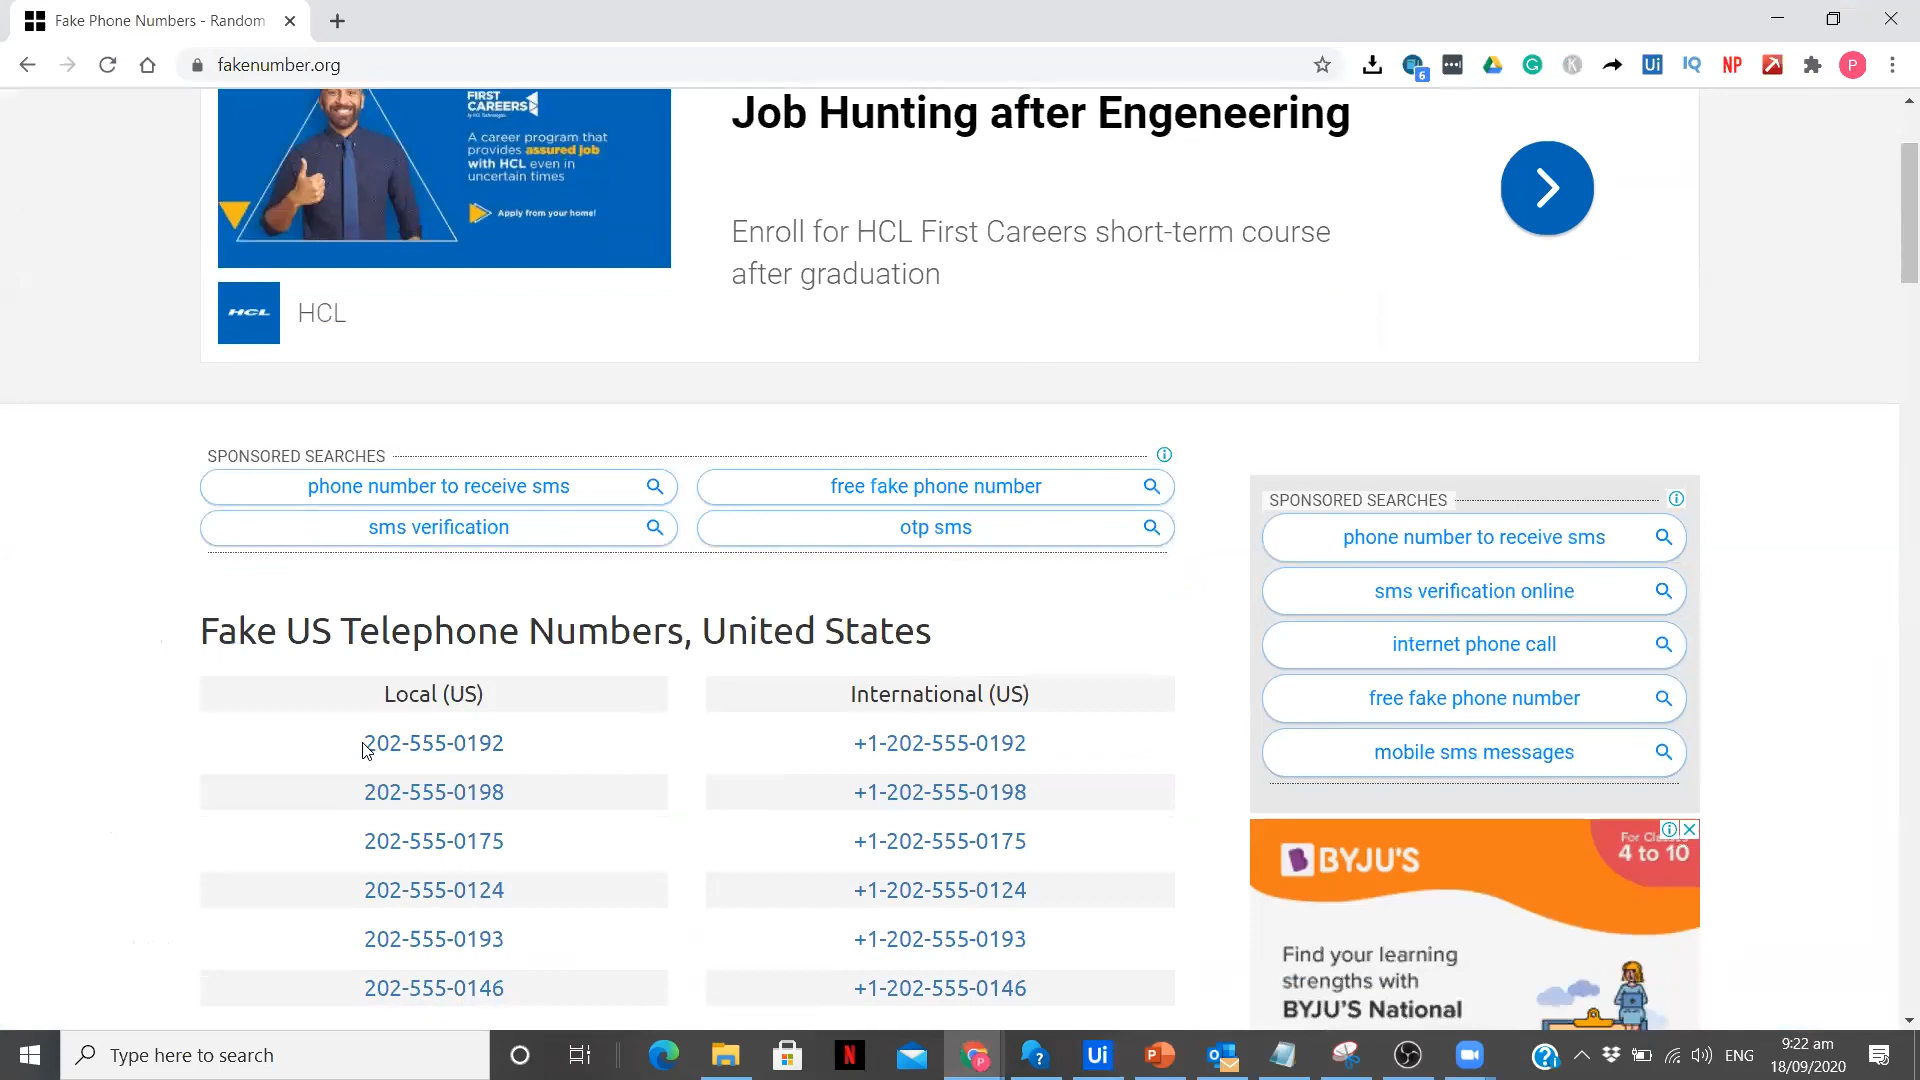 Fake Phone Numbers - Random
fakenumber.org
6
Ui
IQ
NP
P
FIRST
CAREERS
A career program that
provides assured job
with HCL even in
uncertain times
Apply from your home!
Job Hunting after Engeneering
Enroll for HCL First Careers short-term course
after graduation
HCL
HCL
SPONSORED SEARCHES
phone number to receive sms
free fake phone number
sms verification
otp sms
SPONSORED SEARCHES
phone number to receive sms
sms verification online
internet phone call
free fake phone number
mobile sms messages
Fake US Telephone Numbers, United States
Local (US)
International (US)
202-555-0192
+1-202-555-0192
202-555-0198
+1-202-555-0198
202-555-0175
+1-202-555-0175
202-555-0124
+1-202-555-0124
202-555-0193
+1-202-555-0193
202-555-0146
+1-202-555-0146
BYJU'S
4 to 10
Find your learning
strengths with
BYJU'S National
Type here to search
Ui
ENG
9:22 am
18/09/2020